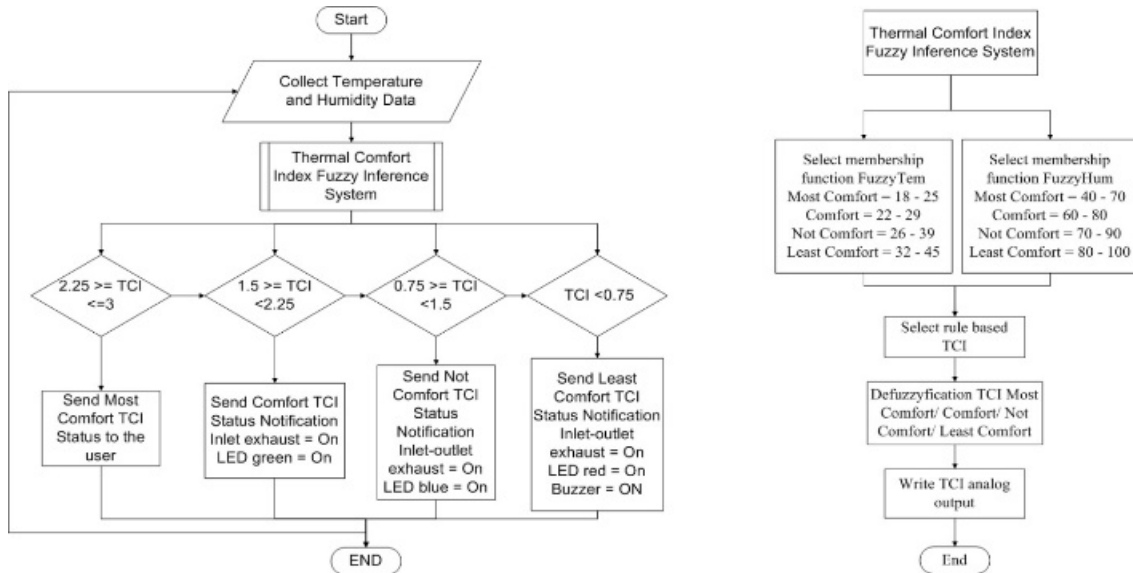 Start
Collect Temperature
and Humidity Data
Thermal Comfort
Index Fuzzy Inference
System
2.25 >= TCI
<=3
1.5 >= TCI
<2.25
0.75 >= TCI
<1.5
TCI <0.75
Send Most
Comfort TCI
Status to the
user
Send Comfort TCI
Status Notification
Inlet exhaust = On
LED green = On
Send Not
Comfort TCI
Status
Notification
Inlet-outlet
exhaust = On
LED blue = On
Send Least
Comfort TCI
Status Notification
Inlet-outlet
exhaust = On
LED red = On
Buzzer = ON
END
Thermal Comfort Index
Fuzzy Inference System
Select membership
function FuzzyTem
Most Comfort – 18 - 25
Comfort = 22 - 29
Not Comfort = 26 - 39
Least Comfort = 32 - 45
Select membership
function FuzzyHum
Most Comfort – 40 - 70
Comfort = 60 - 80
Not Comfort = 70 - 90
Least Comfort = 80 - 100
Select rule based
TCI
Defuzzyfication TCI Most
Comfort/ Comfort/ Not
Comfort/ Least Comfort
Write TCI analog
output
End